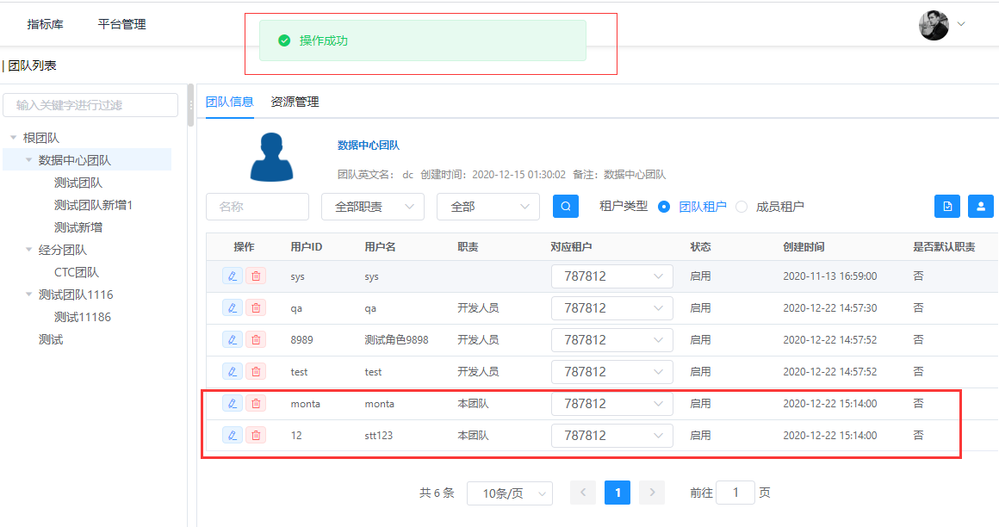 指标库 平台管理
操作成功
团队列表
输入关键字进行过滤
根团队
数据中心团队
测试团队
测试团队新增1
测试新增
经分团队
CTC团队
测试团队1116
测试11186
测试
团队信息 资源管理
数据中心团队
团队英文名： dc 创建时间：2020-12-15 01:30:02 备注：数据中心团队
名称 全部职责 全部 租户类型 团队租户 成员租户
操作 用户ID 用户名 职责 对应租户 状态 创建时间 是否默认职责
sys sys 787812 启用 2020-11-13 16:59:00 否
qa qa 开发人员 787812 启用 2020-12-22 14:57:30 否
8989 测试角色9898 开发人员 787812 启用 2020-12-22 14:57:52 否
test test 开发人员 787812 启用 2020-12-22 14:57:52 否
monta monta 本团队 787812 启用 2020-12-22 15:14:00 否
12 stt123 本团队 787812 启用 2020-12-22 15:14:00 否
共 6 条 10条/页 1 前往 1 页